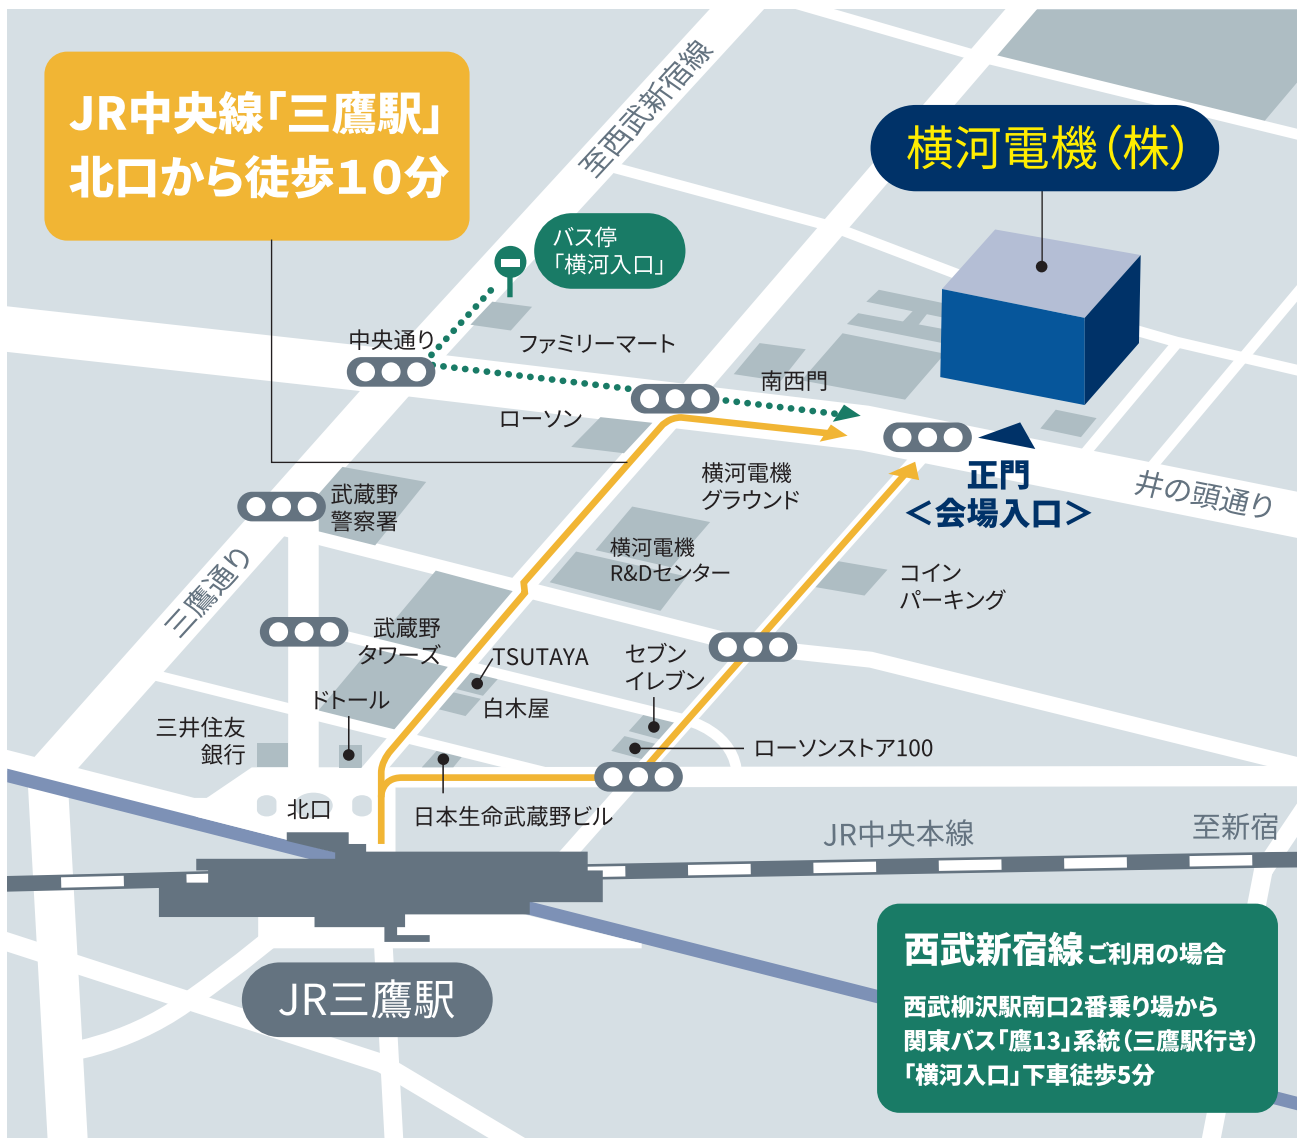 JR中央線「三鷹駅」
北口から徒歩10分
至西武新宿線
横河電機（株）
バス停
「横河入口」
中央通り
ファミリーマート
南西門
ローソン
正門
＜会場入口＞
井の頭通り
横河電機
グラウンド
武蔵野
警察署
横河電機
R&Dセンター
コイン
パーキング
三鷹通り
武蔵野
タワーズ
TSUTAYA
セブン
イレブン
白木屋
ドトール
三井住友
銀行
ローソンストア100
北口
日本生命武蔵野ビル
JR中央本線
至新宿
JR三鷹駅
西武新宿線ご利用の場合
西武柳沢駅南口2番乗り場から
関東バス「鷹13」系統（三鷹駅行き）
「横河入口」下車徒歩5分